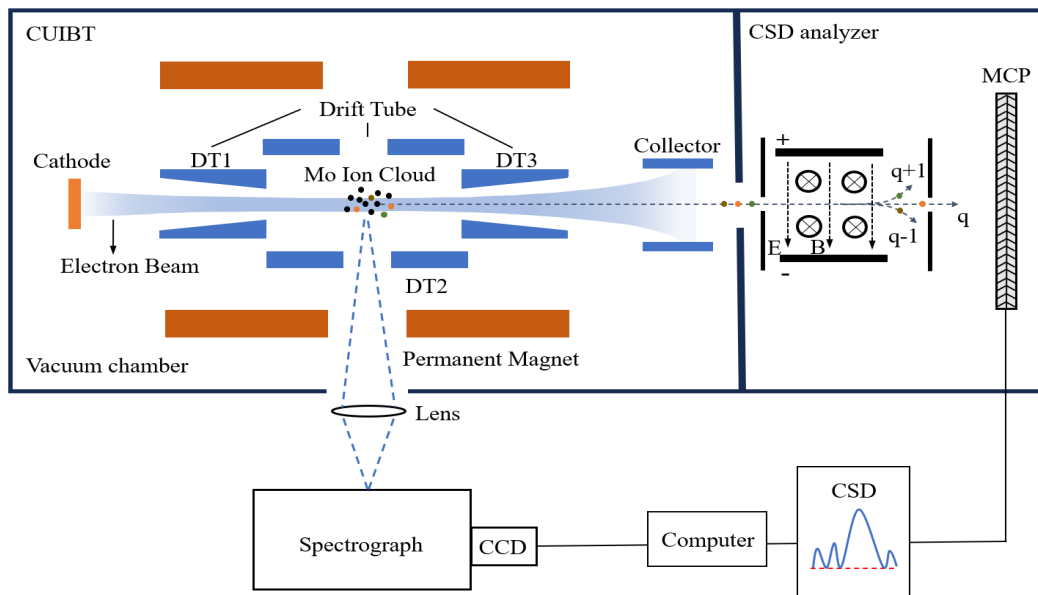 CUIBT
CSD analyzer
MCP
Drift Tube
Collector
Cathode
DT1
DT3
Mo Ion Cloud
+
q+1
q
q-1
Electron Beam
E
B
DT2
-
Vacuum chamber
Permanent Magnet
Lens
CSD
Spectrograph
CCD
Computer